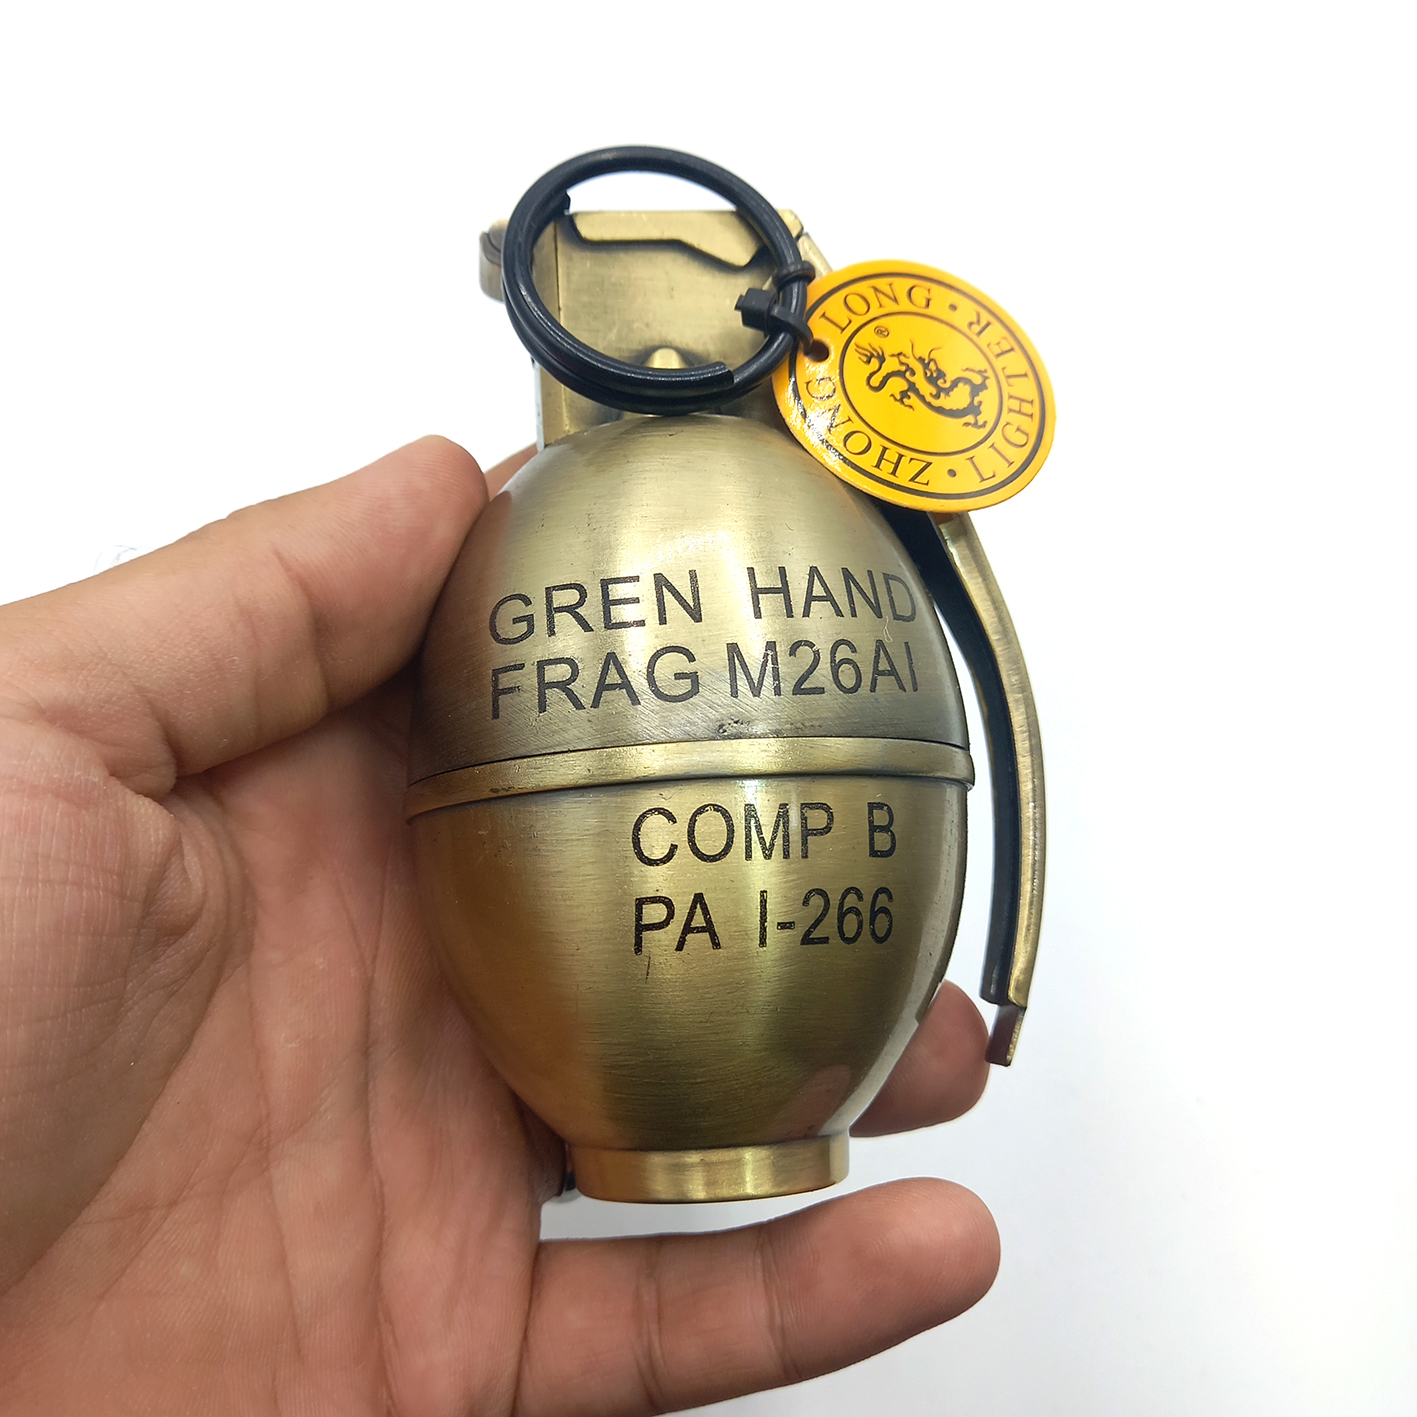 GREN HAND
FRAG M26AI
COMP B
PA I-266
ZHONG LONG · LIGHTER ·
®